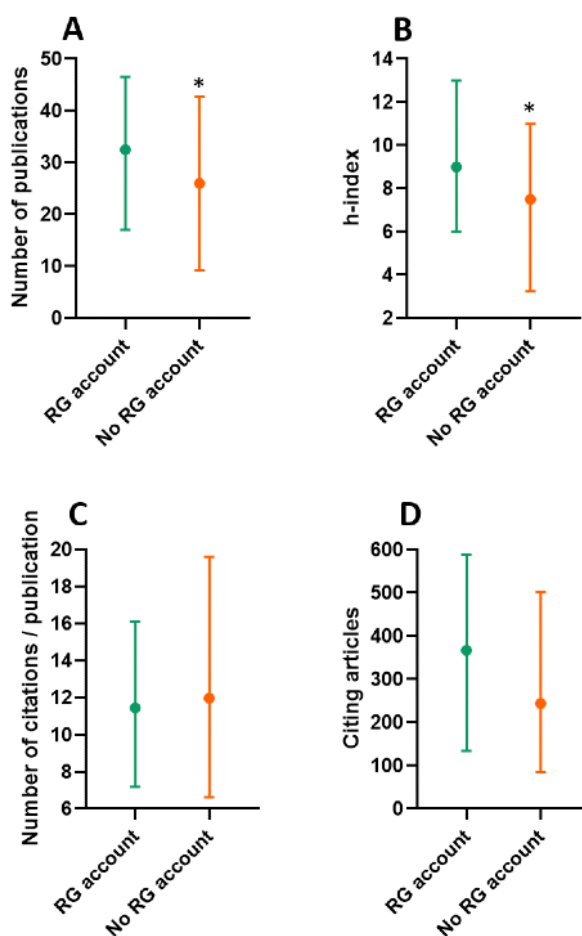 A
Number of publications
50
40
30
20
10
0
*
RG account
No RG account
B
h-index
14
12
10
8
6
4
2
*
RG account
No RG account
C
Number of citations / publication
20
18
16
14
12
10
8
6
RG account
No RG account
D
Citing articles
600
500
400
300
200
100
0
RG account
No RG account